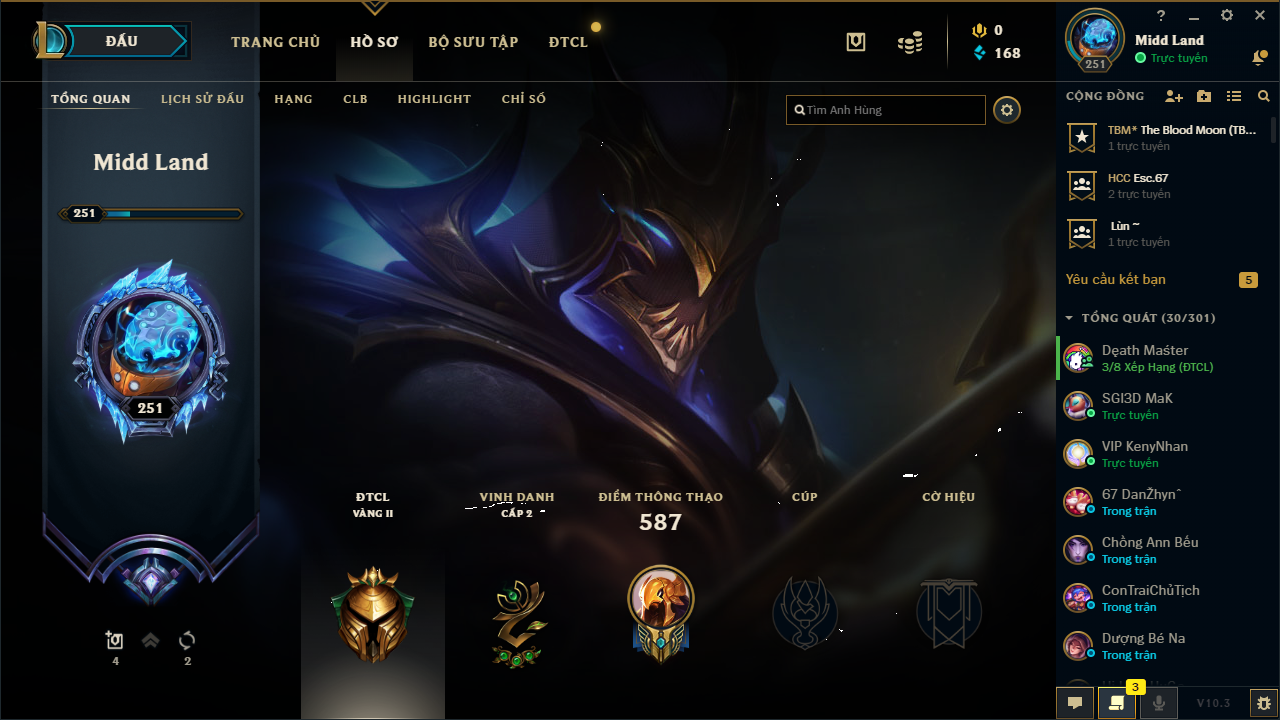 ĐẤU
TRANG CHỦ
HỒ SƠ
BỘ SƯU TẬP
ĐTCL
0
168
?
Midd Land
Trực tuyến
251
TỔNG QUAN
LỊCH SỬ ĐẤU
HẠNG
CLB
HIGHLIGHT
CHỈ SỐ
Tìm Anh Hùng
CỘNG ĐỒNG
TBM* The Blood Moon (TB...
1 trực tuyến
HCC Esc.67
2 trực tuyến
Lùn ~
1 trực tuyến
Yêu cầu kết bạn
5
TỔNG QUÁT (30/301)
Dẹath Maśter
3/8 Xếp Hạng (ĐTCL)
SGI3D MaK
Trực tuyến
VIP KenyNhan
Trực tuyến
67 DanŽhynˆ
Trong trận
Chồng Ann Bếu
Trong trận
ConTraiChủTịch
Trong trận
Dượng Bé Na
Trong trận
3
V10.3
Midd Land
251
251
4
2
ĐTCL
VÀNG II
VINH DANH
CẤP 2
ĐIỂM THÔNG THẠO
587
CÚP
CỜ HIỆU